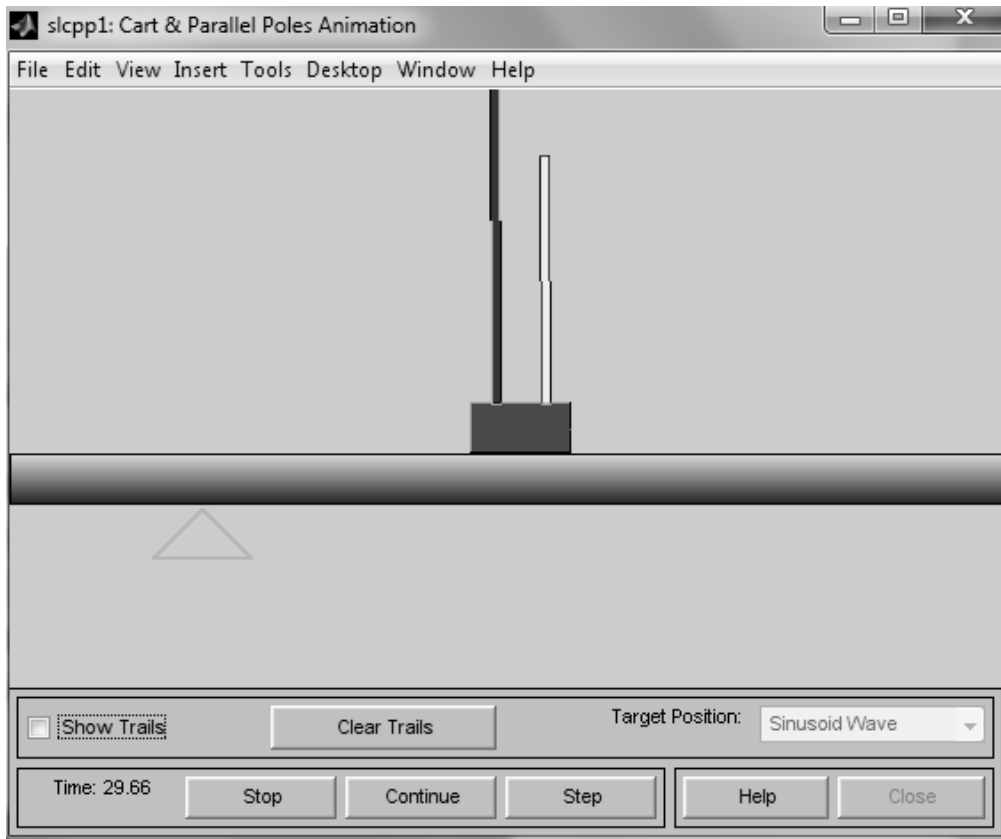 slcpp1: Cart & Parallel Poles Animation
File Edit View Insert Tools Desktop Window Help
Show Trails Clear Trails Target Position: Sinusoid Wave
Time: 29.66 Stop Continue Step Help Close